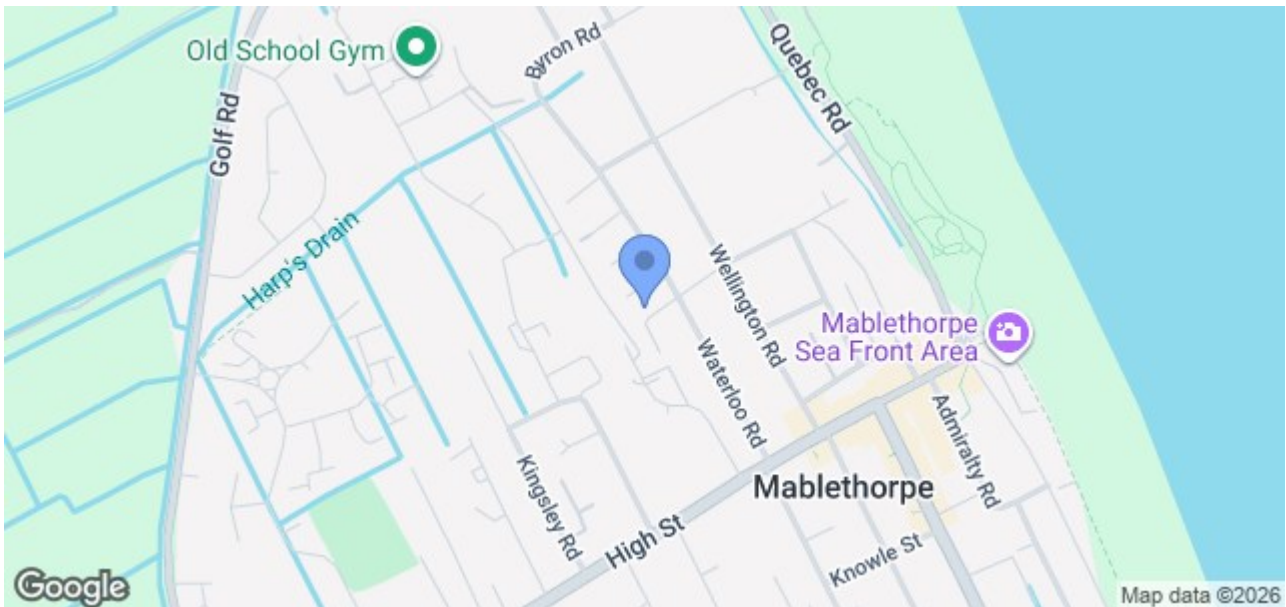 Old School Gym
Byron Rd
Quebec Rd
Golf Rd
Harp's Drain
Wellington Rd
Mablethorpe
Sea Front Area
Waterloo Rd
Admiralty Rd
Kingsley Rd
Mablethorpe
High St
Knowle St
Google
Map data ©2026